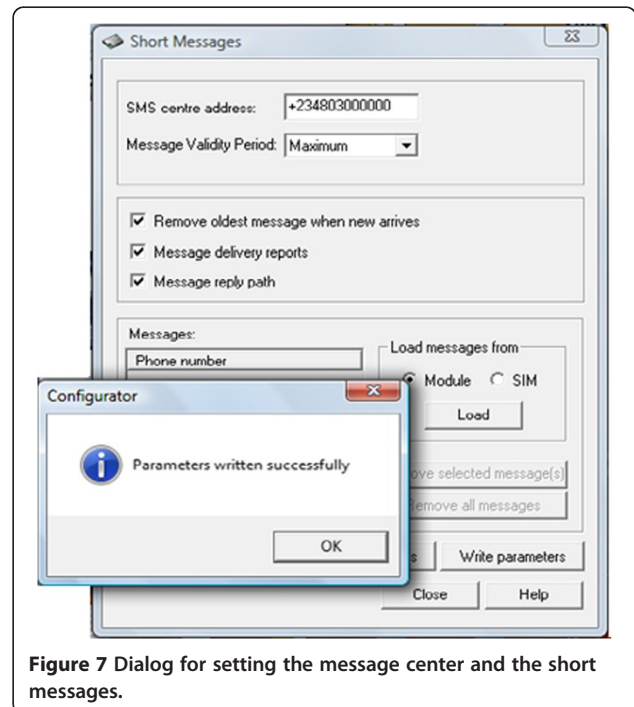 Short Messages
SMS centre address: +234803000000
Message Validity Period: Maximum
Remove oldest message when new arrives
Message delivery reports
Message reply path
Messages:
Phone number
Load messages from
Module SIM
Load
Configurator
Parameters written successfully
OK
selected message(s)
all messages
Write parameters
Close Help
Figure 7 Dialog for setting the message center and the short
messages.